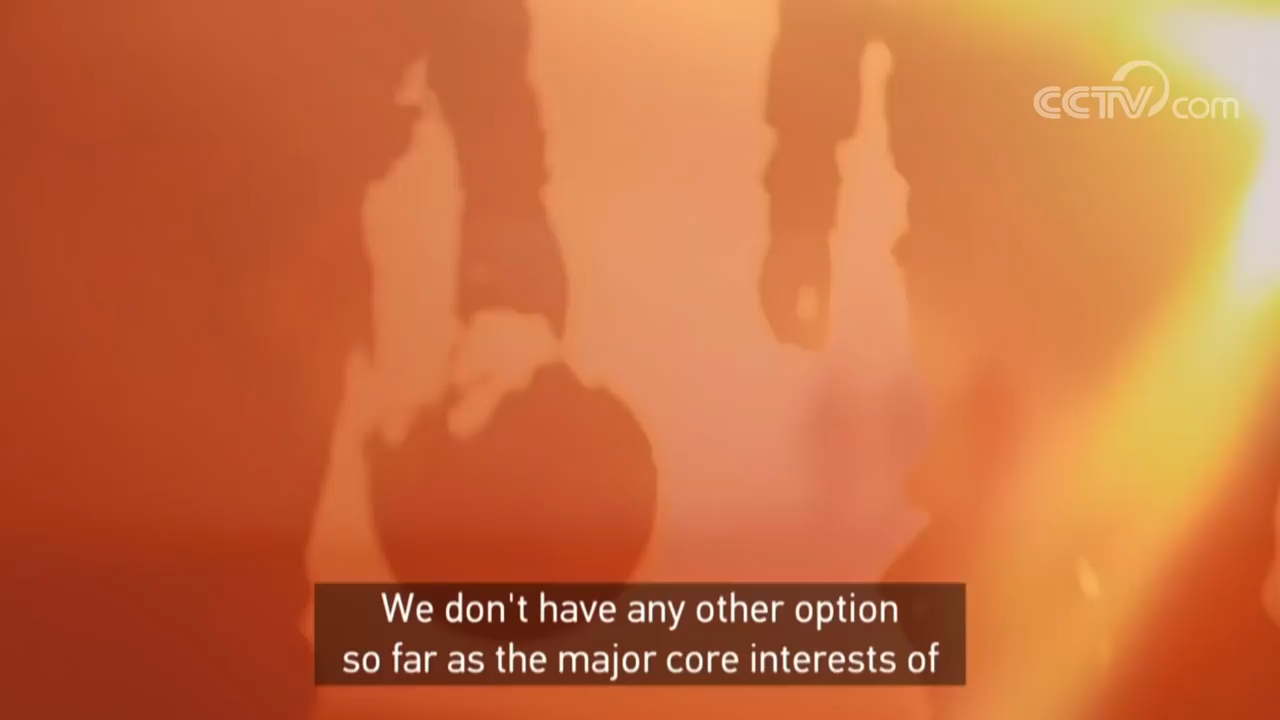 CCTV.com
We don't have any other option
so far as the major core interests of